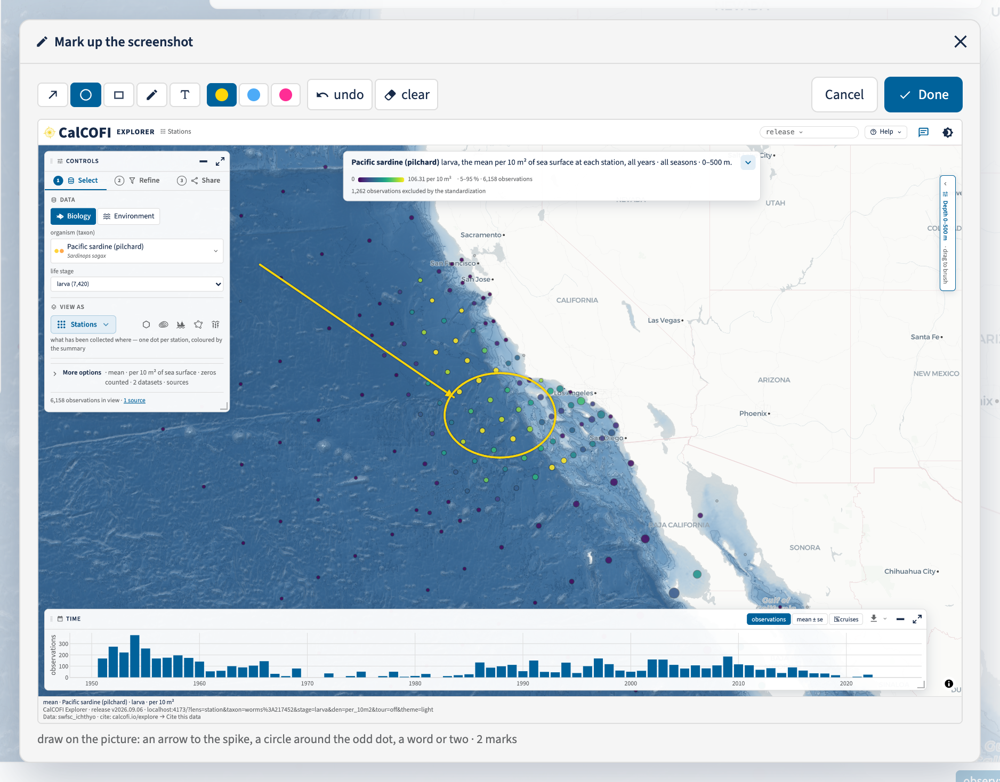 Mark up the screenshot
undo
clear
Cancel
Done
CalCOFI EXPLORER Stations
release
Help
CONTROLS
1 Select 2 Refine 3 Share
DATA
Biology Environment
organism (taxon)
Pacific sardine (pilchard)
Sardinops sagax
life stage
larva (7,420)
VIEW AS
Stations
what has been collected where — one dot per station, coloured by
the summary
More options · mean · per 10 m² of sea surface · zeros
counted · 2 datasets · sources
6,158 observations in view · 1 source
Pacific sardine (pilchard) larva, the mean per 10 m² of sea surface at each station, all years · all seasons · 0–500 m.
0 106.31 per 10 m² · 5–95 % · 6,158 observations
1,262 observations excluded by the standardization
Depth 0–500 m · drag to brush
City
NEVADA
UTAH
Sacramento
San Francisco
San Jose
CALIFORNIA
Las Vegas
Santa Fe
NEW MEXICO
ARIZONA
Los Angeles
Phoenix
San Diego
BAJA CALIFORNIA
SONORA
Chihuahua City
Gulf of
California
TIME
observations mean ± se cruises
observations
300
200
100
0
1950 1960 1970 1980 1990 2000 2010 2020
mean · Pacific sardine (pilchard) · larva · per 10 m²
CalCOFI Explorer · release v2026.09.06 · localhost:4173/?lens=station&taxon=worms%3A217452&stage=larva&den=per_10m2&tour=off&theme=light
Data: swfsc_ichthyo · cite: calcofi.io/explore → Cite this data
draw on the picture: an arrow to the spike, a circle around the odd dot, a word or two · 2 marks